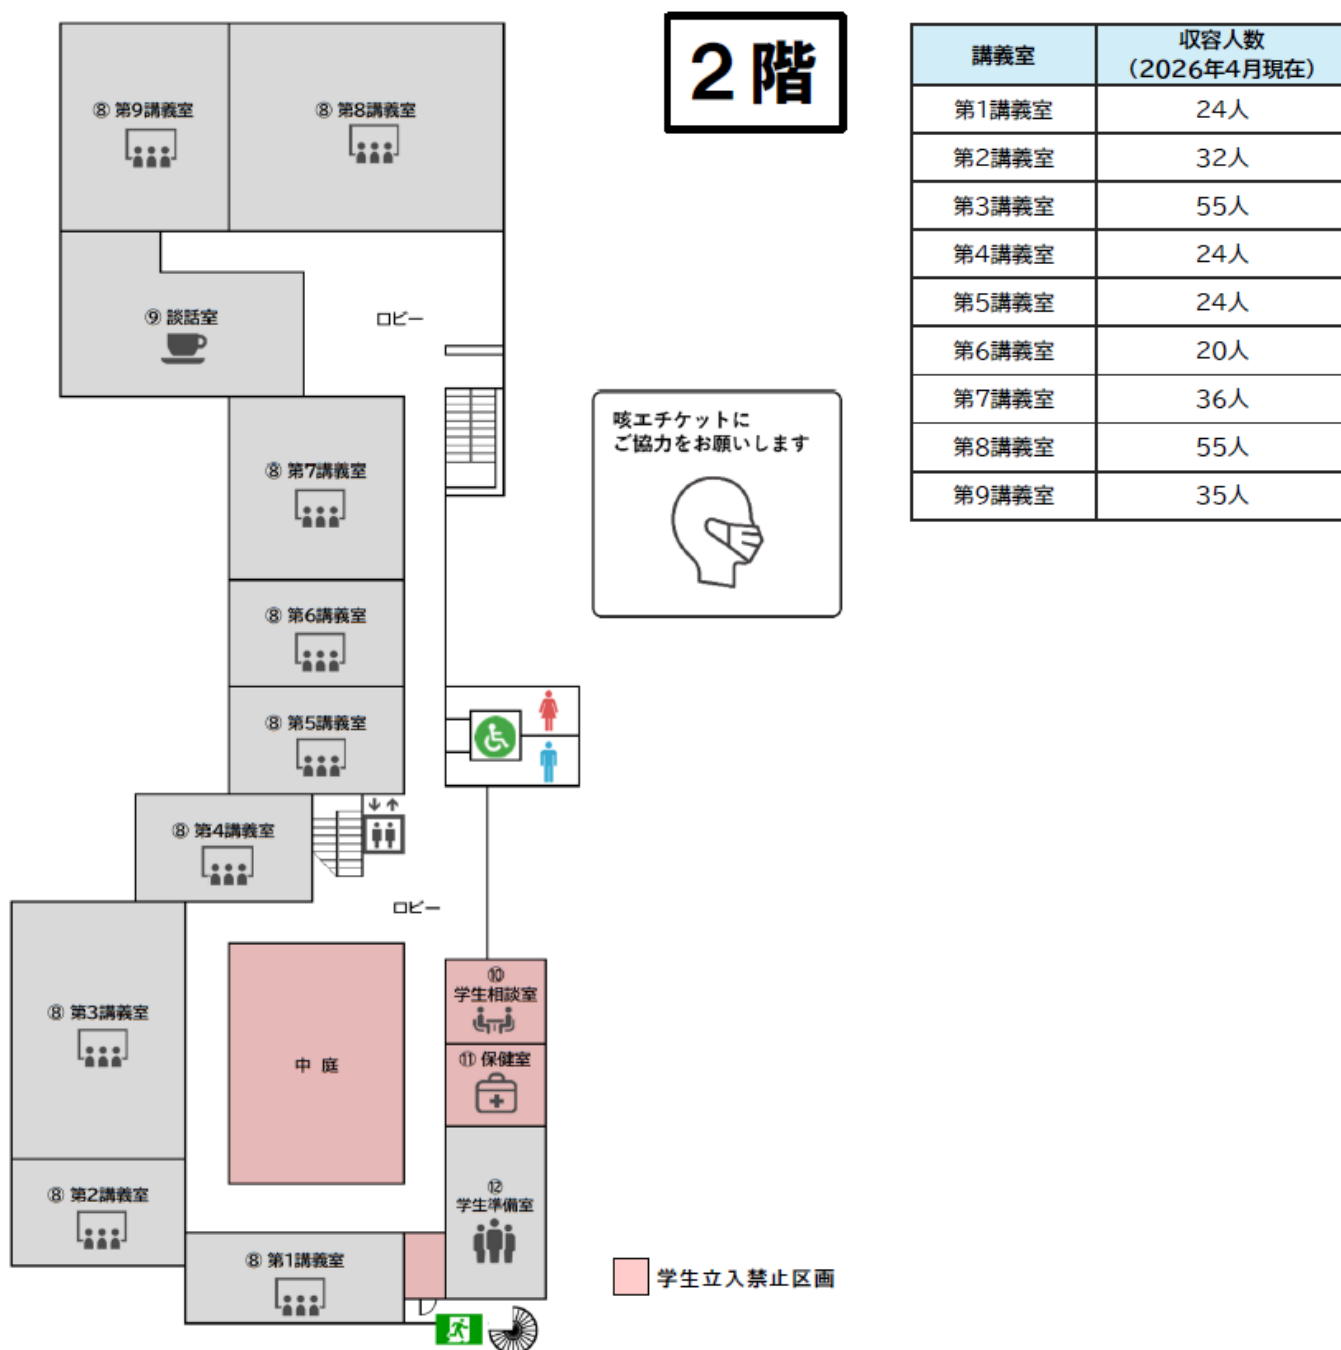 2階
講義室
収容人数
（2026年4月現在）
第1講義室
24人
第2講義室
32人
第3講義室
55人
第4講義室
24人
第5講義室
24人
第6講義室
20人
第7講義室
36人
第8講義室
55人
第9講義室
35人
⑧ 第9講義室
⑧ 第8講義室
⑨ 談話室
ロビー
咳エチケットに
ご協力をお願いします
⑧ 第7講義室
⑧ 第6講義室
⑧ 第5講義室
⑧ 第4講義室
ロビー
⑩
学生相談室
⑧ 第3講義室
中 庭
⑪ 保健室
⑧ 第2講義室
⑫
学生準備室
⑧ 第1講義室
学生立入禁止区画